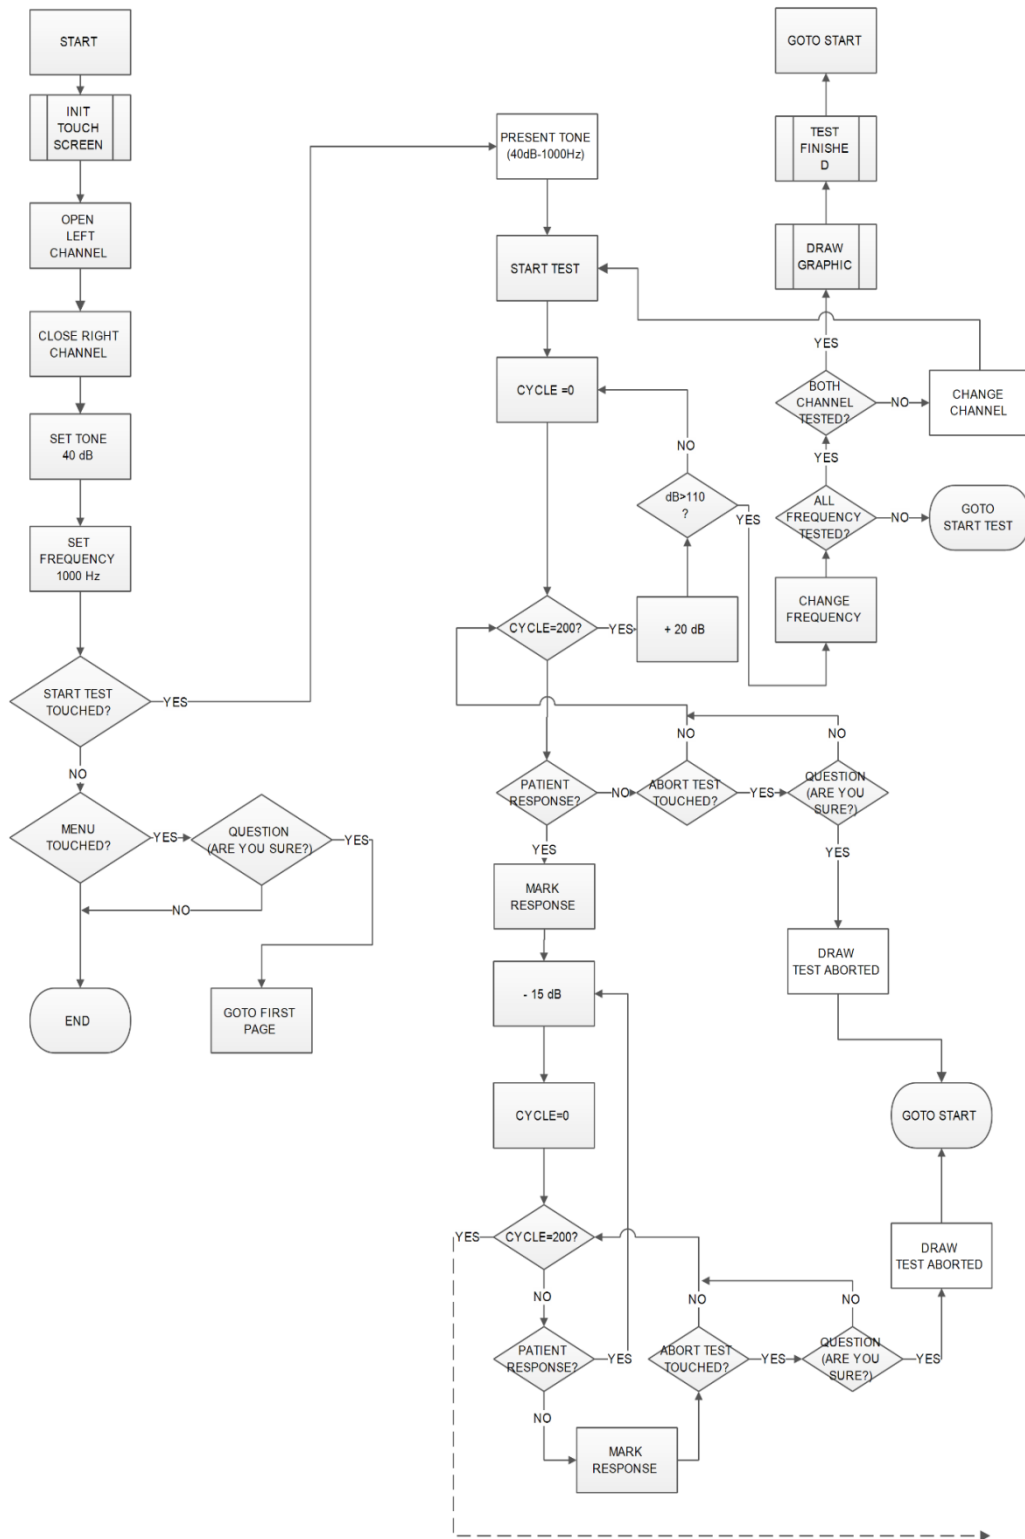 START
INIT
TOUCH
SCREEN
OPEN
LEFT
CHANNEL
CLOSE RIGHT
CHANNEL
SET TONE
40 dB
SET
FREQUENCY
1000 Hz
START TEST
TOUCHED?
YES
NO
MENU
TOUCHED?
YES
QUESTION
(ARE YOU SURE?)
YES
NO
END
GOTO FIRST
PAGE
PRESENT TONE
(40dB-1000Hz)
START TEST
CYCLE =0
NO
dB>110
?
YES
CYCLE=200?
YES
+ 20 dB
PATIENT
RESPONSE?
NO
ABORT TEST
TOUCHED?
NO
YES
QUESTION
(ARE YOU
SURE?)
NO
YES
YES
MARK
RESPONSE
- 15 dB
CYCLE=0
YES
CYCLE=200?
NO
PATIENT
RESPONSE?
YES
NO
MARK
RESPONSE
ABORT TEST
TOUCHED?
NO
YES
QUESTION
(ARE YOU
SURE?)
NO
YES
DRAW
TEST ABORTED
GOTO START
DRAW
TEST ABORTED
GOTO START
TEST
FINISHE
D
DRAW
GRAPHIC
YES
BOTH
CHANNEL
TESTED?
NO
CHANGE
CHANNEL
YES
ALL
FREQUENCY
TESTED?
NO
GOTO
START TEST
CHANGE
FREQUENCY